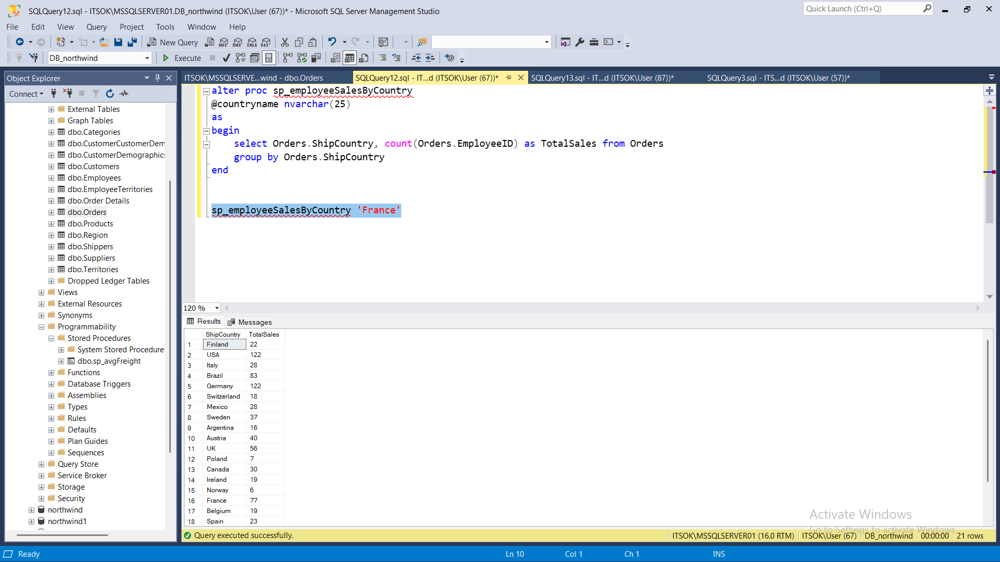 SQLQuery12.sql - ITSOK\MSSQLSERVER01.DB_northwind (ITSOK\User (67))* - Microsoft SQL Server Management Studio
Quick Launch (Ctrl+Q)
File Edit View Query Project Tools Window Help
New Query MDX DMX XMLA DAX
DB_northwind Execute
Object Explorer
ITSOK\MSSQLSERVE...wind - dbo.Orders SQLQuery12.sql - IT...d (ITSOK\User (67))* SQLQuery13.sql - IT...d (ITSOK\User (87))* SQLQuery3.sql - ITS...d (ITSOK\User (57))*
Connect
External Tables
Graph Tables
dbo.Categories
dbo.CustomerCustomerDem
dbo.CustomerDemographics
dbo.Customers
dbo.Employees
dbo.EmployeeTerritories
dbo.Order Details
dbo.Orders
dbo.Products
dbo.Region
dbo.Shippers
dbo.Suppliers
dbo.Territories
Dropped Ledger Tables
Views
External Resources
Synonyms
Programmability
Stored Procedures
System Stored Procedure
dbo.sp_avgFreight
Functions
Database Triggers
Assemblies
Types
Rules
Defaults
Plan Guides
Sequences
Query Store
Service Broker
Storage
Security
northwind
northwind1
alter proc sp_employeeSalesByCountry
@countryname nvarchar(25)
as
begin
select Orders.ShipCountry, count(Orders.EmployeeID) as TotalSales from Orders
group by Orders.ShipCountry
end
sp_employeeSalesByCountry 'France'
120 %
Results Messages
ShipCountry TotalSales
1 Finland 22
2 USA 122
3 Italy 28
4 Brazil 83
5 Germany 122
6 Switzerland 18
7 Mexico 28
8 Sweden 37
9 Argentina 16
10 Austria 40
11 UK 56
12 Poland 7
13 Canada 30
14 Ireland 19
15 Norway 6
16 France 77
17 Belgium 19
18 Spain 23
Activate Windows
Go to Settings to activate Windows.
Query executed successfully. ITSOK\MSSQLSERVER01 (16.0 RTM) ITSOK\User (67) DB_northwind 00:00:00 21 rows
Ready Ln 10 Col 1 Ch 1 INS